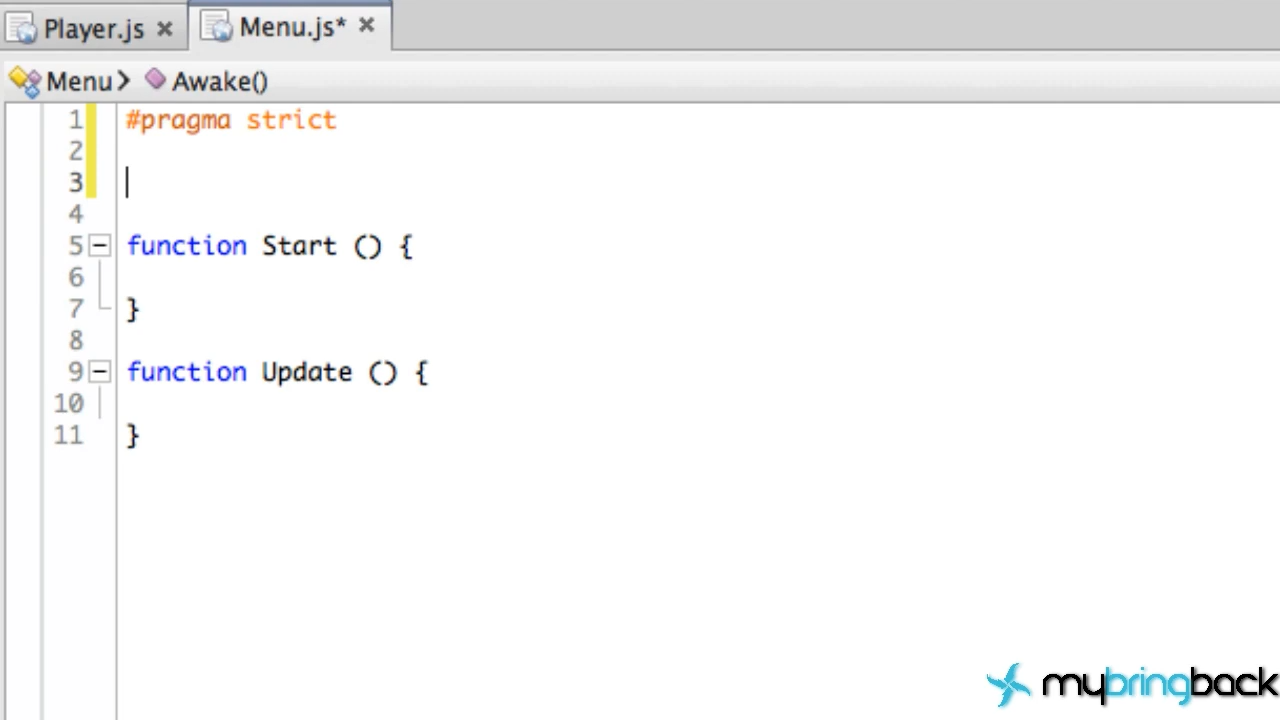 Player.js × Menu.js* ×
Menu > Awake()
1 #pragma strict
2
3
4
5 function Start () {
6
7 }
8
9 function Update () {
10
11 }
mybringback